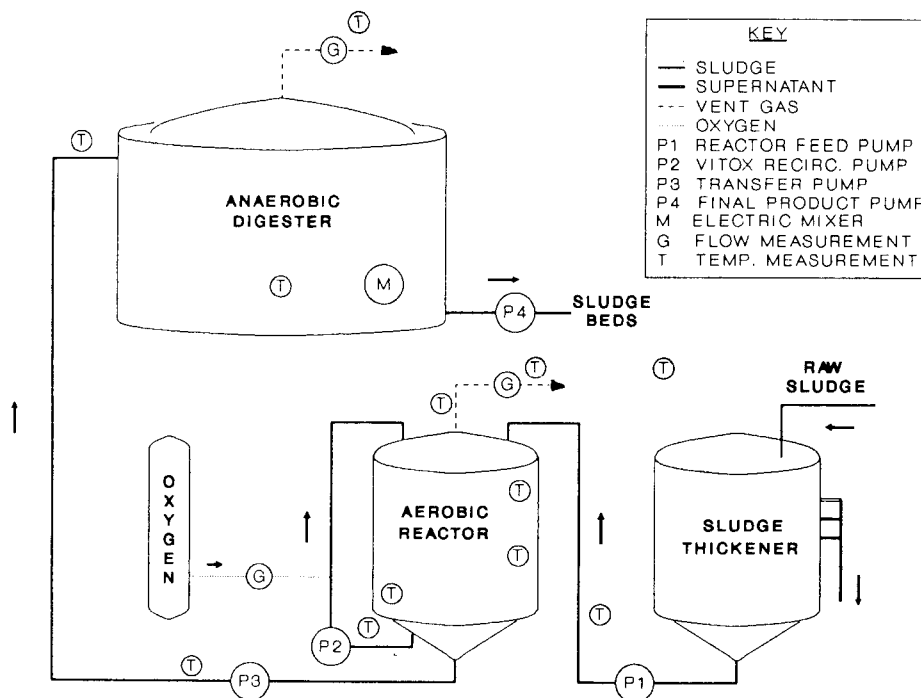 T
G
KEY
SLUDGE
SUPERNATANT
VENT GAS
OXYGEN
P1 REACTOR FEED PUMP
P2 VITOX RECIRC. PUMP
P3 TRANSFER PUMP
P4 FINAL PRODUCT PUMP
M ELECTRIC MIXER
G FLOW MEASUREMENT
T TEMP. MEASUREMENT
T
ANAEROBIC
DIGESTER
T
M
P4
SLUDGE
BEDS
T
G
T
T
RAW
SLUDGE
OXYGEN
G
AEROBIC
REACTOR
T
T
T
SLUDGE
THICKENER
P2
T
T
T
P3
P1